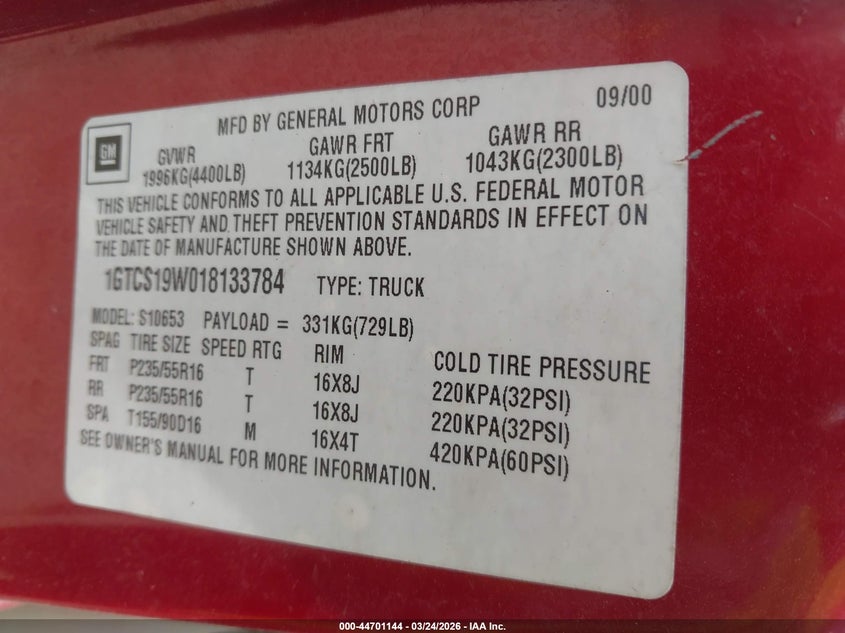 MFD BY GENERAL MOTORS CORP 09/00
GM
GVWR GAWR FRT GAWR RR
1996KG(4400LB) 1134KG(2500LB) 1043KG(2300LB)
THIS VEHICLE CONFORMS TO ALL APPLICABLE U.S. FEDERAL MOTOR
VEHICLE SAFETY AND THEFT PREVENTION STANDARDS IN EFFECT ON
THE DATE OF MANUFACTURE SHOWN ABOVE.
1GTCS19W018133784 TYPE: TRUCK
MODEL: S10653 PAYLOAD = 331KG(729LB)
SPAG TIRE SIZE SPEED RTG RIM COLD TIRE PRESSURE
FRT P235/55R16 T 16X8J 220KPA(32PSI)
RR P235/55R16 T 16X8J 220KPA(32PSI)
SPA T155/90D16 M 16X4T 420KPA(60PSI)
SEE OWNER'S MANUAL FOR MORE INFORMATION.
000-44701144 - 03/24/2026 - IAA Inc.